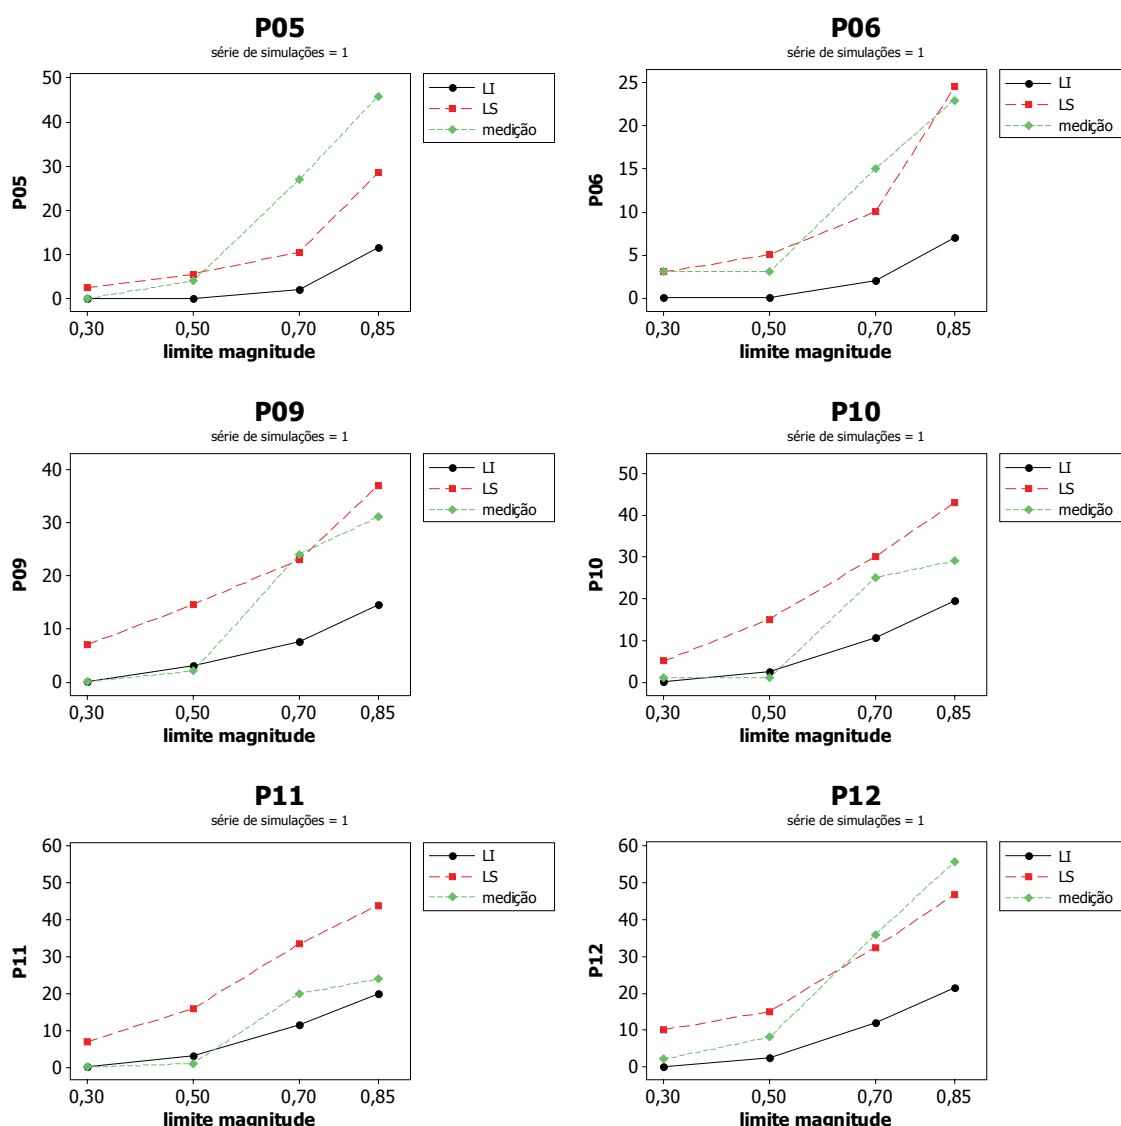 P05
série de simulações = 1
50
40
30
20
10
0
P05
0,30 0,50 0,70 0,85
limite magnitude
LI
LS
medição
P06
série de simulações = 1
25
20
15
10
5
0
P06
0,30 0,50 0,70 0,85
limite magnitude
LI
LS
medição
P09
série de simulações = 1
40
30
20
10
0
P09
0,30 0,50 0,70 0,85
limite magnitude
LI
LS
medição
P10
série de simulações = 1
50
40
30
20
10
0
P10
0,30 0,50 0,70 0,85
limite magnitude
LI
LS
medição
P11
série de simulações = 1
60
50
40
30
20
10
0
P11
0,30 0,50 0,70 0,85
limite magnitude
LI
LS
medição
P12
série de simulações = 1
60
50
40
30
20
10
0
P12
0,30 0,50 0,70 0,85
limite magnitude
LI
LS
medição